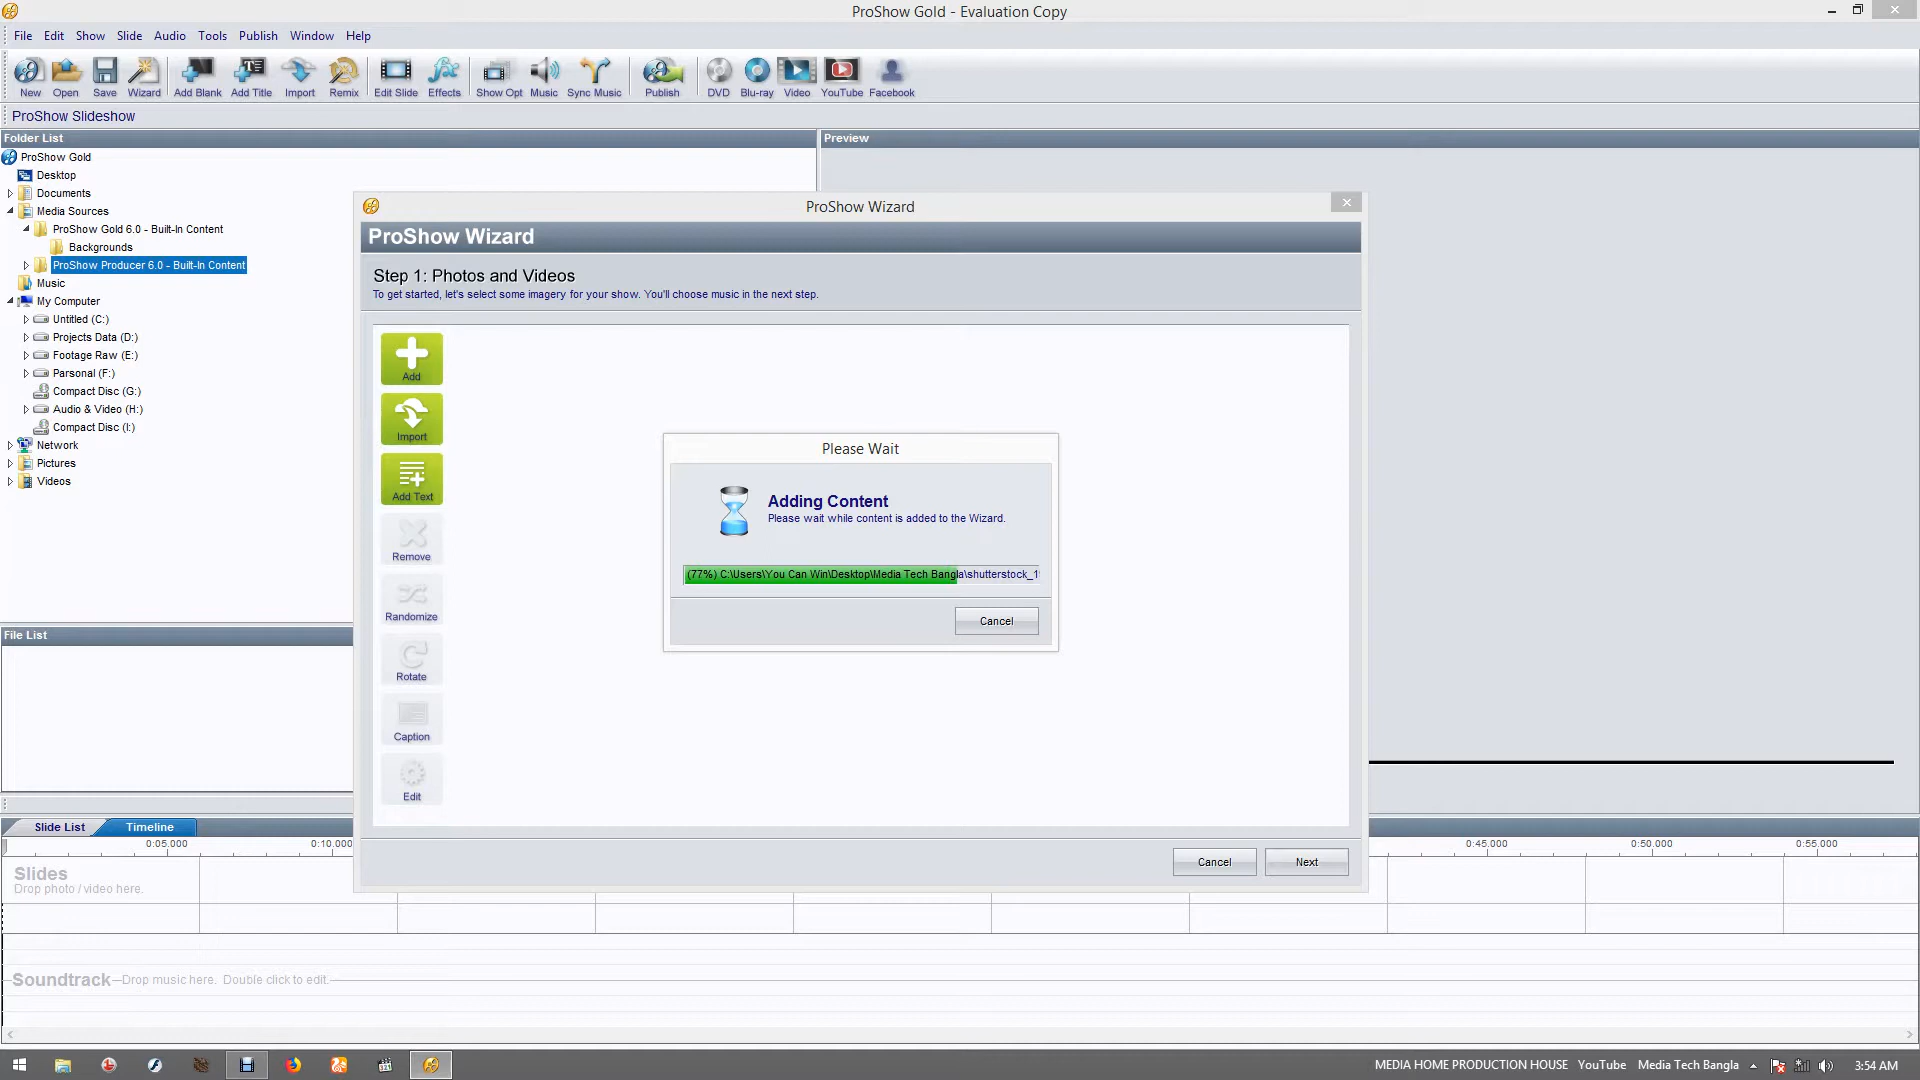 ProShow Gold - Evaluation Copy
File Edit Show Slide Audio Tools Publish Window Help
New Open Save Wizard Add Blank Add Title Import Remix Edit Slide Effects Show Opt Music Sync Music Publish DVD Blu-ray Video YouTube Facebook
ProShow Slideshow
Folder List
Preview
ProShow Gold
Desktop
Documents
Media Sources
ProShow Gold 6.0 - Built-In Content
Backgrounds
ProShow Producer 6.0 - Built-In Content
Music
My Computer
Untitled (C:)
Projects Data (D:)
Footage Raw (E:)
Parsonal (F:)
Compact Disc (G:)
Audio & Video (H:)
Compact Disc (I:)
Network
Pictures
Videos
File List
ProShow Wizard
ProShow Wizard
Step 1: Photos and Videos
To get started, let's select some imagery for your show. You'll choose music in the next step.
Add
Import
Add Text
Remove
Randomize
Rotate
Caption
Edit
Please Wait
Adding Content
Please wait while content is added to the Wizard.
(77%) C:\Users\You Can Win\Desktop\Media Tech Bangla\shutterstock_1
Cancel
Cancel Next
Slide List Timeline
0:05.000 0:10.000 0:45.000 0:50.000 0:55.000
Slides
Drop photo / video here.
Soundtrack Drop music here. Double click to edit.
MEDIA HOME PRODUCTION HOUSE YouTube Media Tech Bangla 3:54 AM